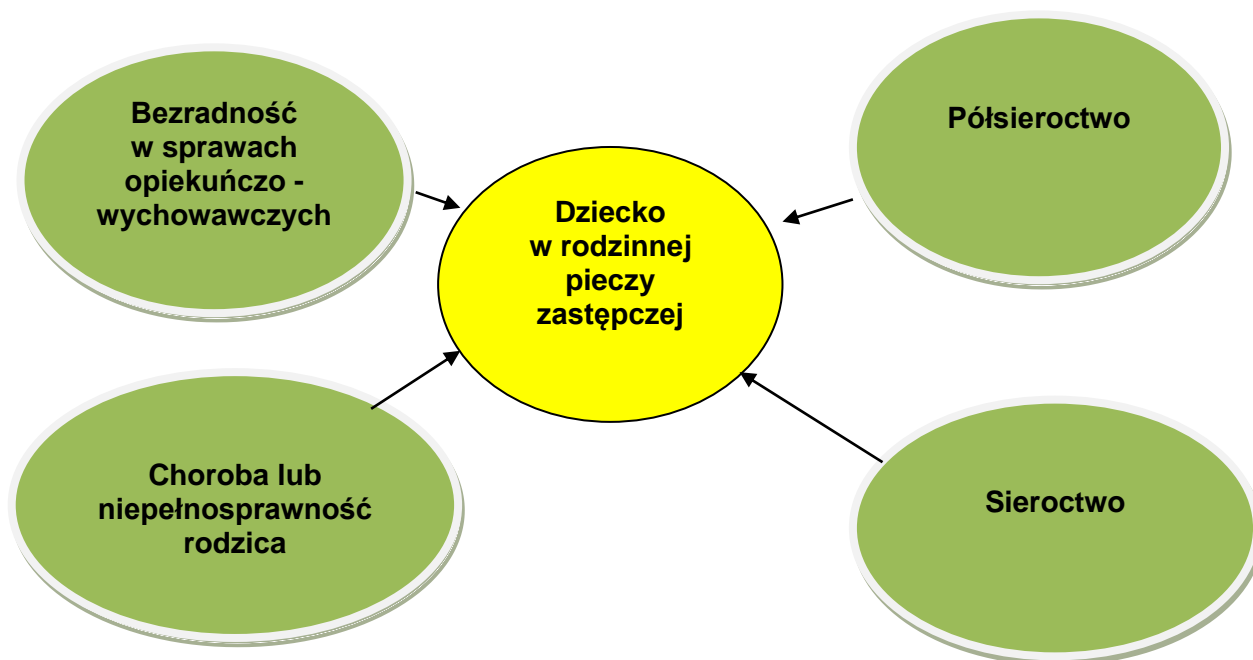 Bezradność
w sprawach
opiekuńczo -
wychowawczych
Półsieroctwo
Dziecko
w rodzinnej
pieczy
zastępczej
Choroba lub
niepełnosprawność
rodzica
Sieroctwo